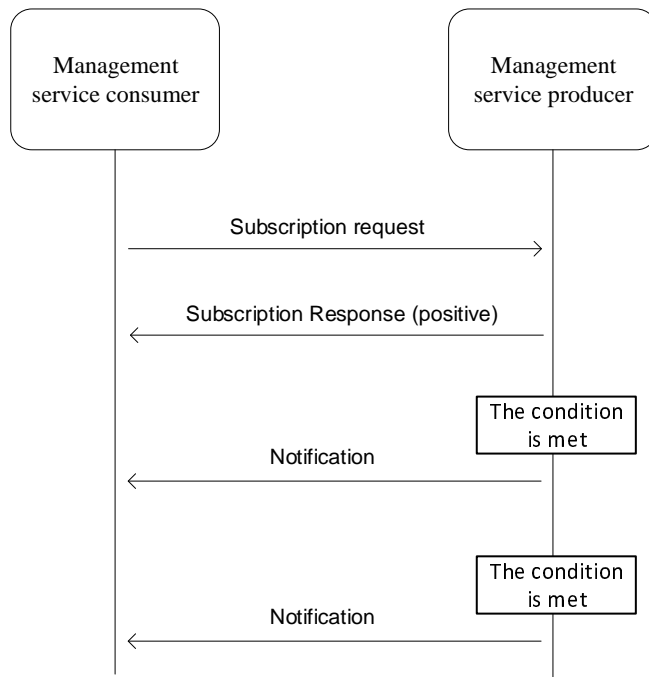 Management
service consumer
Management
service producer
Subscription request
Subscription Response (positive)
The condition
is met
Notification
The condition
is met
Notification